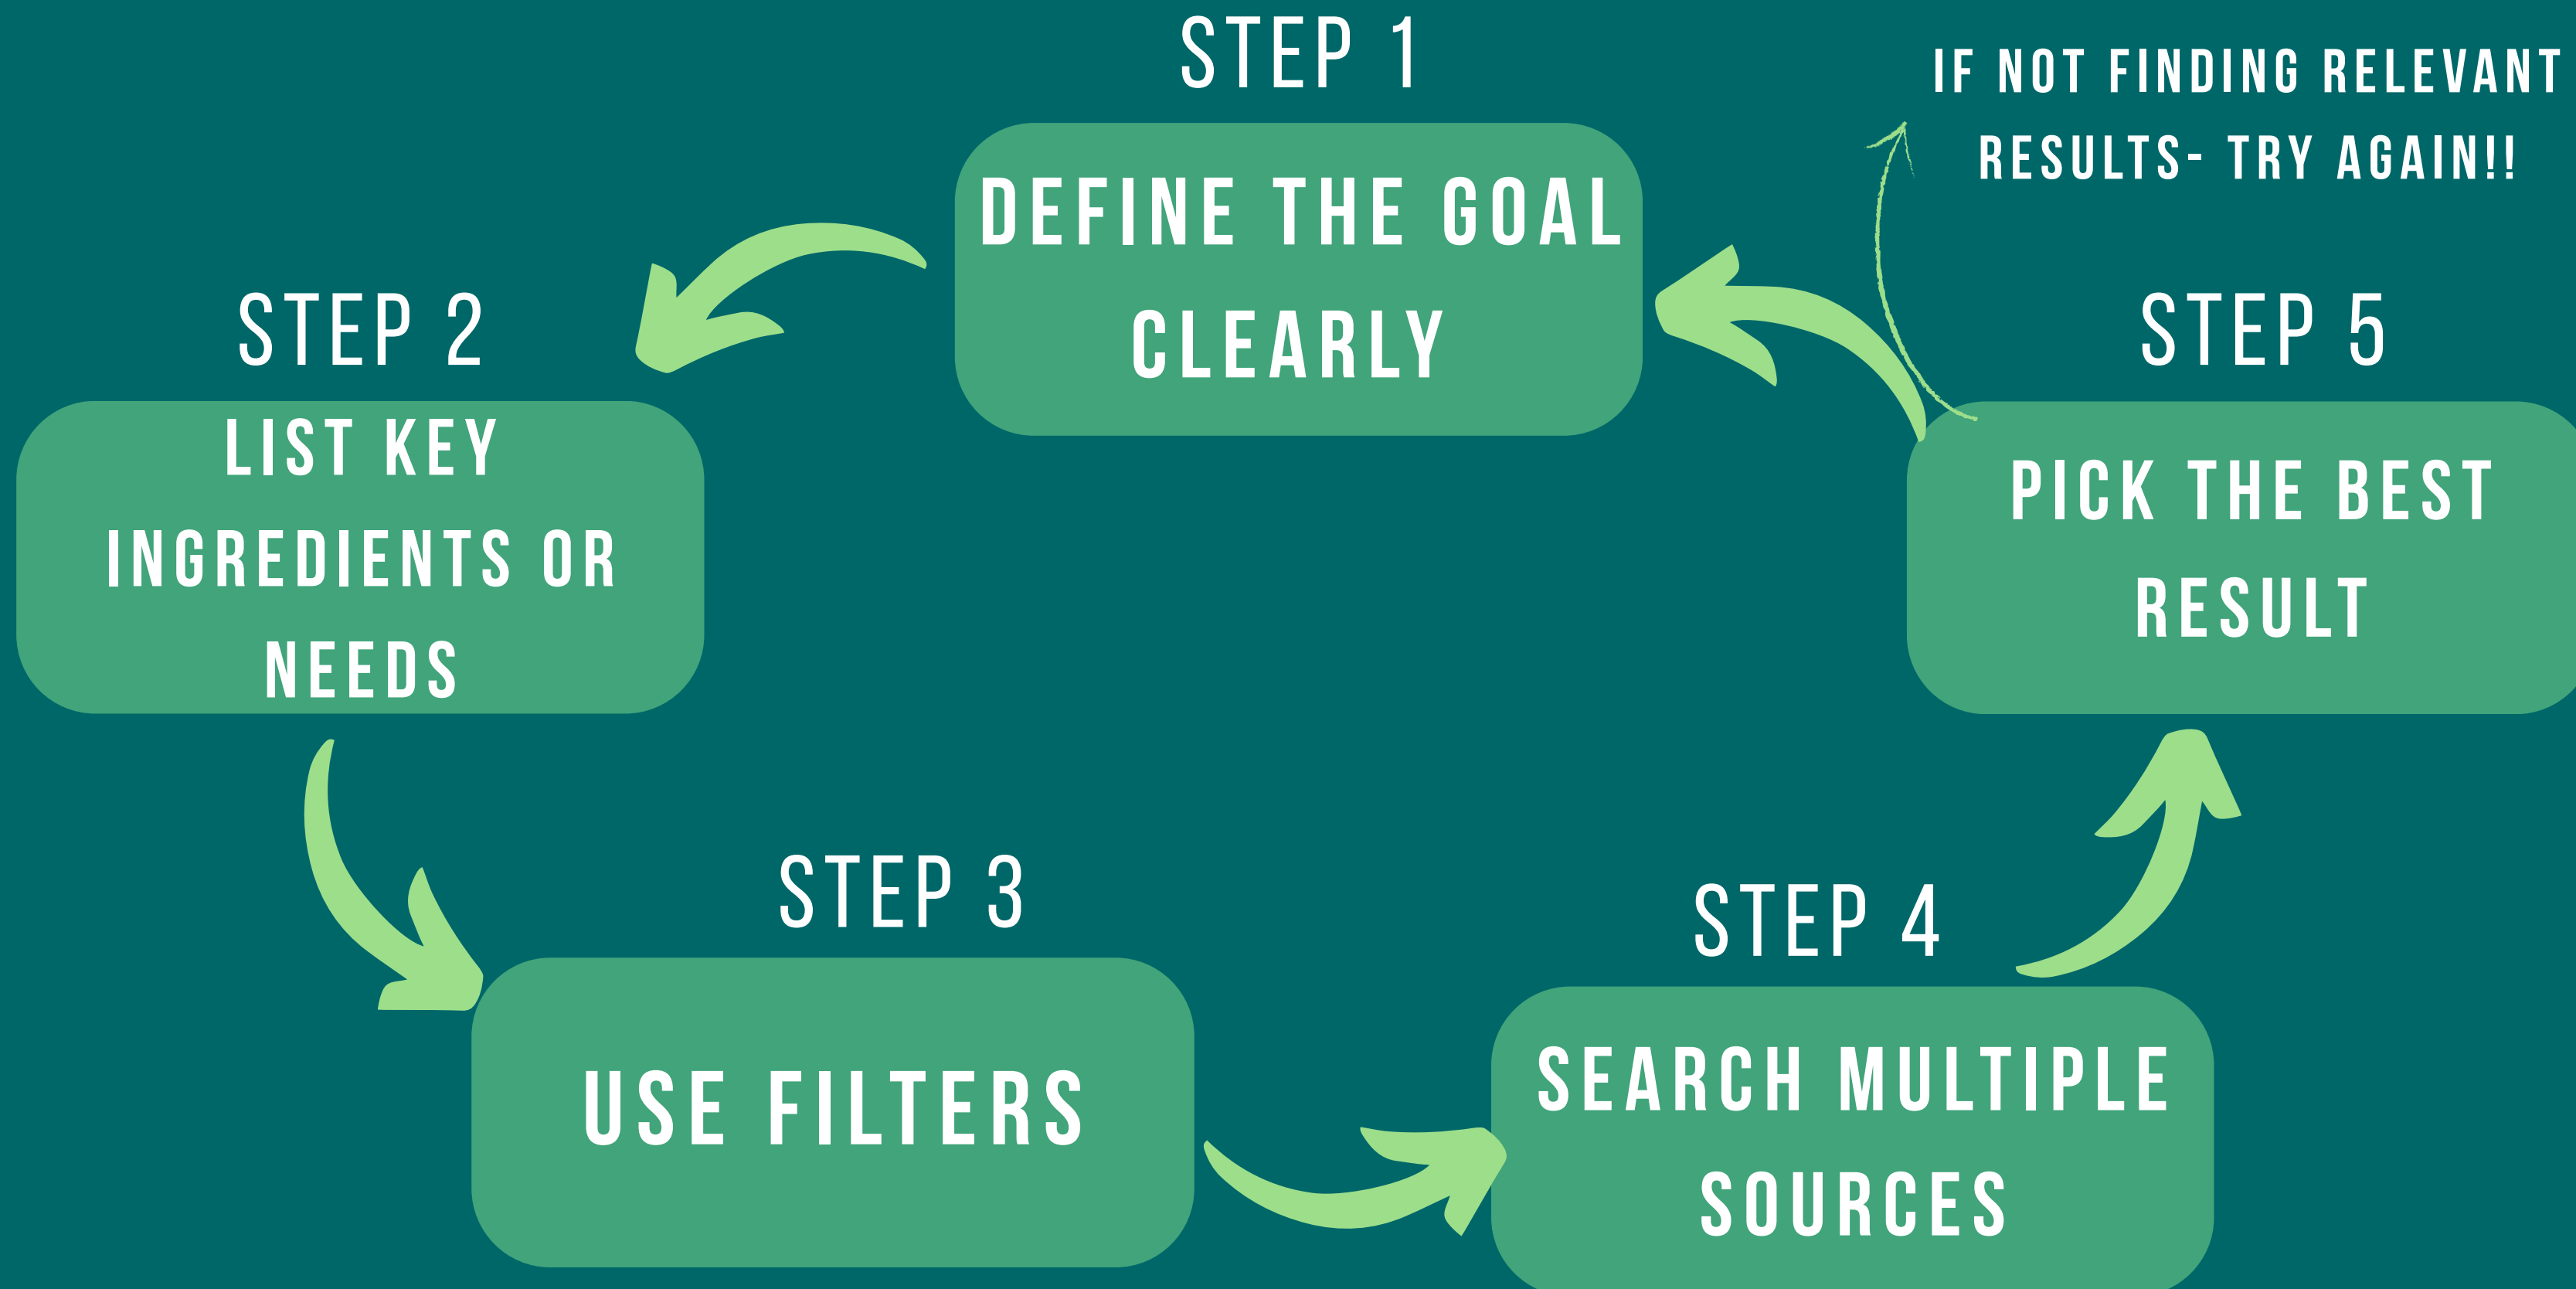 STEP 1
DEFINE THE GOAL
CLEARLY
STEP 2
LIST KEY
INGREDIENTS OR
NEEDS
STEP 3
USE FILTERS
STEP 4
SEARCH MULTIPLE
SOURCES
STEP 5
PICK THE BEST
RESULT
IF NOT FINDING RELEVANT
RESULTS- TRY AGAIN!!